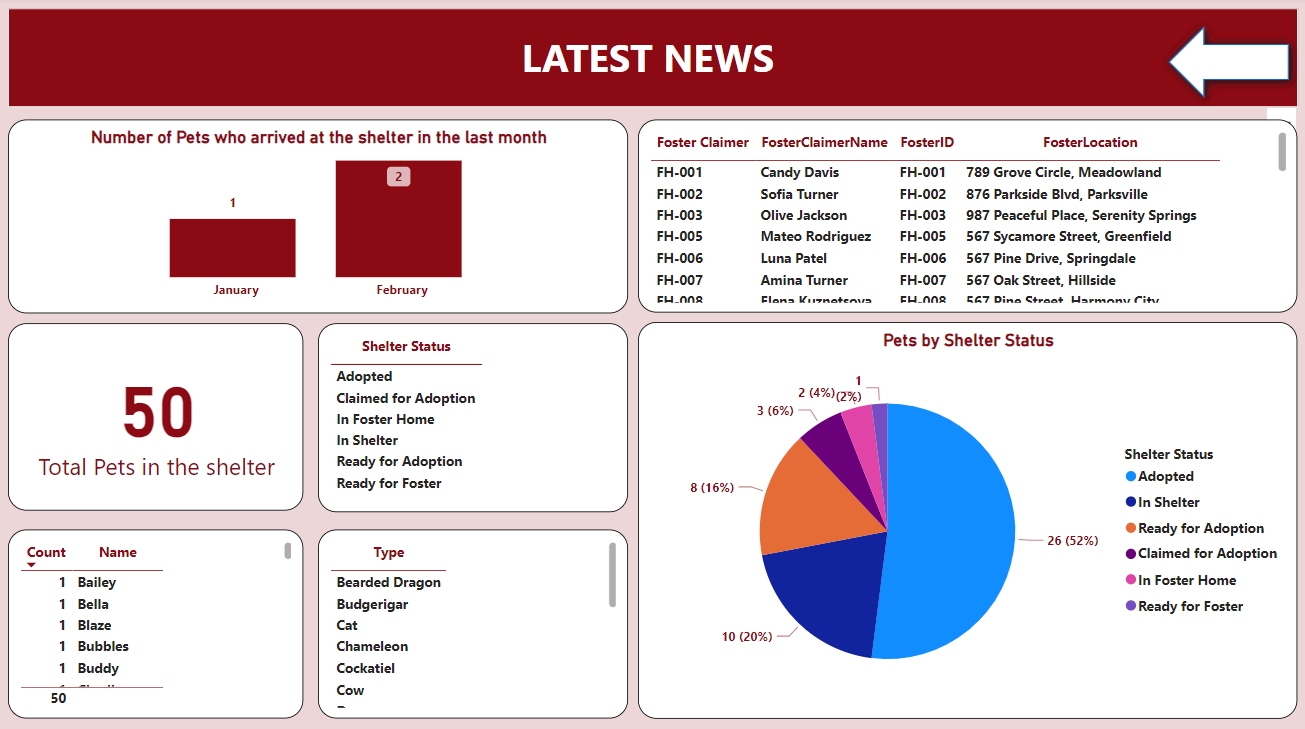 LATEST NEWS
Number of Pets who arrived at the shelter in the last month
1
2
January
February
Foster Claimer FosterClaimerName FosterID FosterLocation
FH-001 Candy Davis FH-001 789 Grove Circle, Meadowland
FH-002 Sofia Turner FH-002 876 Parkside Blvd, Parksville
FH-003 Olive Jackson FH-003 987 Peaceful Place, Serenity Springs
FH-005 Mateo Rodriguez FH-005 567 Sycamore Street, Greenfield
FH-006 Luna Patel FH-006 567 Pine Drive, Springdale
FH-007 Amina Turner FH-007 567 Oak Street, Hillside
FH-008 Elena Kuznetsova FH-008 567 Pine Street, Harmony City
50
Total Pets in the shelter
Shelter Status
Adopted
Claimed for Adoption
In Foster Home
In Shelter
Ready for Adoption
Ready for Foster
Count Name
1 Bailey
1 Bella
1 Blaze
1 Bubbles
1 Buddy
50
Type
Bearded Dragon
Budgerigar
Cat
Chameleon
Cockatiel
Cow
Pets by Shelter Status
1
(2%)
2 (4%)
3 (6%)
8 (16%)
10 (20%)
26 (52%)
Shelter Status
Adopted
In Shelter
Ready for Adoption
Claimed for Adoption
In Foster Home
Ready for Foster